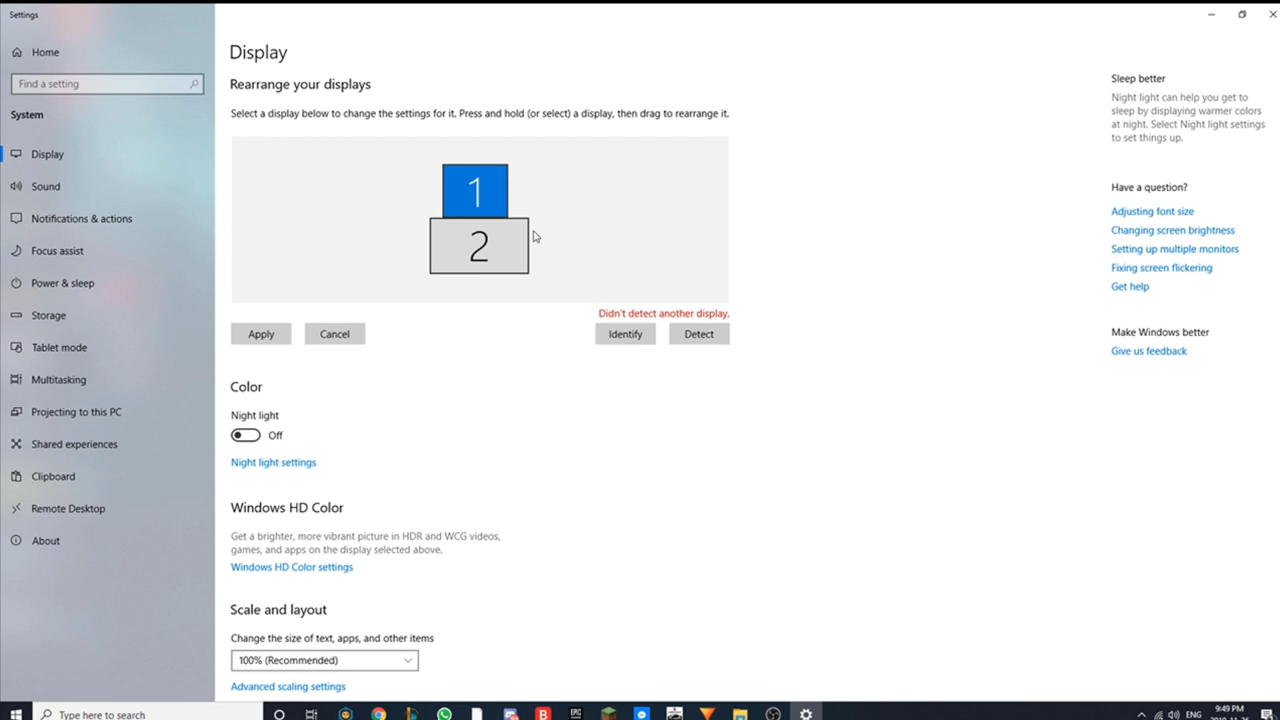 Settings
Home
Find a setting
System
Display
Sound
Notifications & actions
Focus assist
Power & sleep
Storage
Tablet mode
Multitasking
Projecting to this PC
Shared experiences
Clipboard
Remote Desktop
About
Display
Rearrange your displays
Select a display below to change the settings for it. Press and hold (or select) a display, then drag to rearrange it.
1
2
Didn't detect another display.
Apply
Cancel
Identify
Detect
Color
Night light
Off
Night light settings
Windows HD Color
Get a brighter, more vibrant picture in HDR and WCG videos,
games, and apps on the display selected above.
Windows HD Color settings
Scale and layout
Change the size of text, apps, and other items
100% (Recommended)
Advanced scaling settings
Sleep better
Night light can help you get to
sleep by displaying warmer colors
at night. Select Night light settings
to set things up.
Have a question?
Adjusting font size
Changing screen brightness
Setting up multiple monitors
Fixing screen flickering
Get help
Make Windows better
Give us feedback
Type here to search
B
EPIC
ENG
9:49 PM